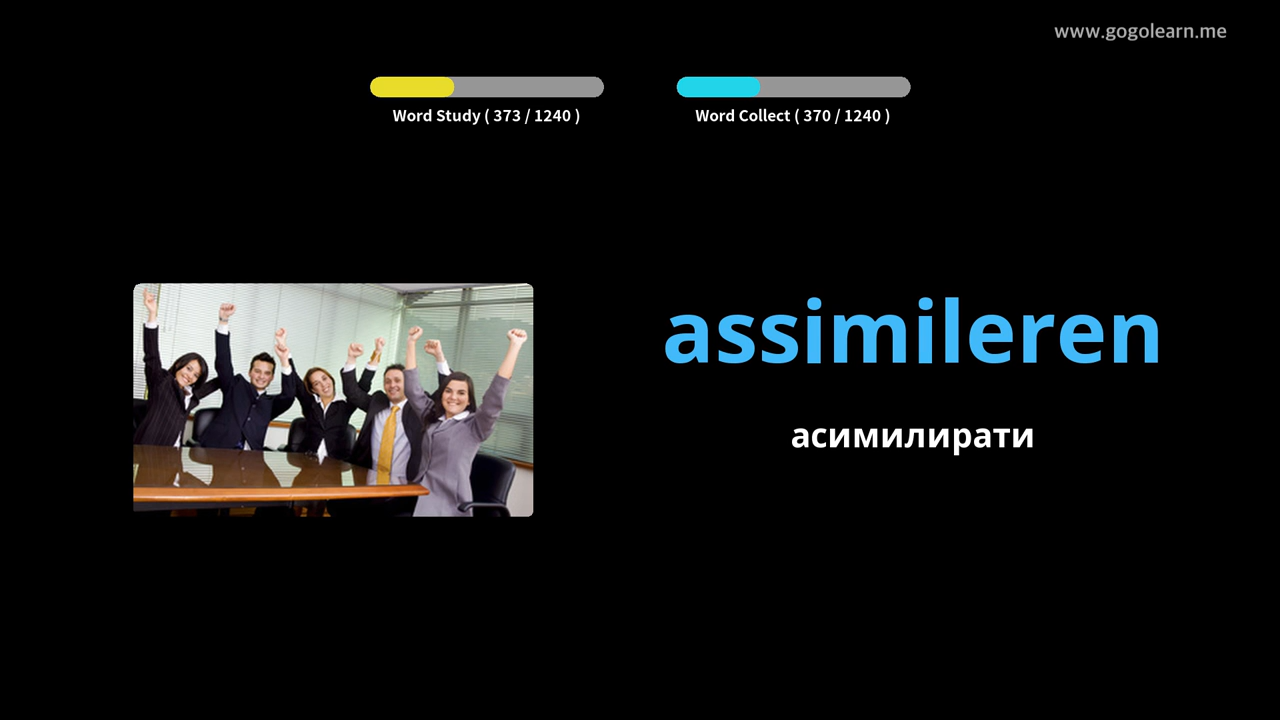 www.gogolearn.me
Word Study ( 373 / 1240 )
Word Collect ( 370 / 1240 )
assimileren
асимилирати